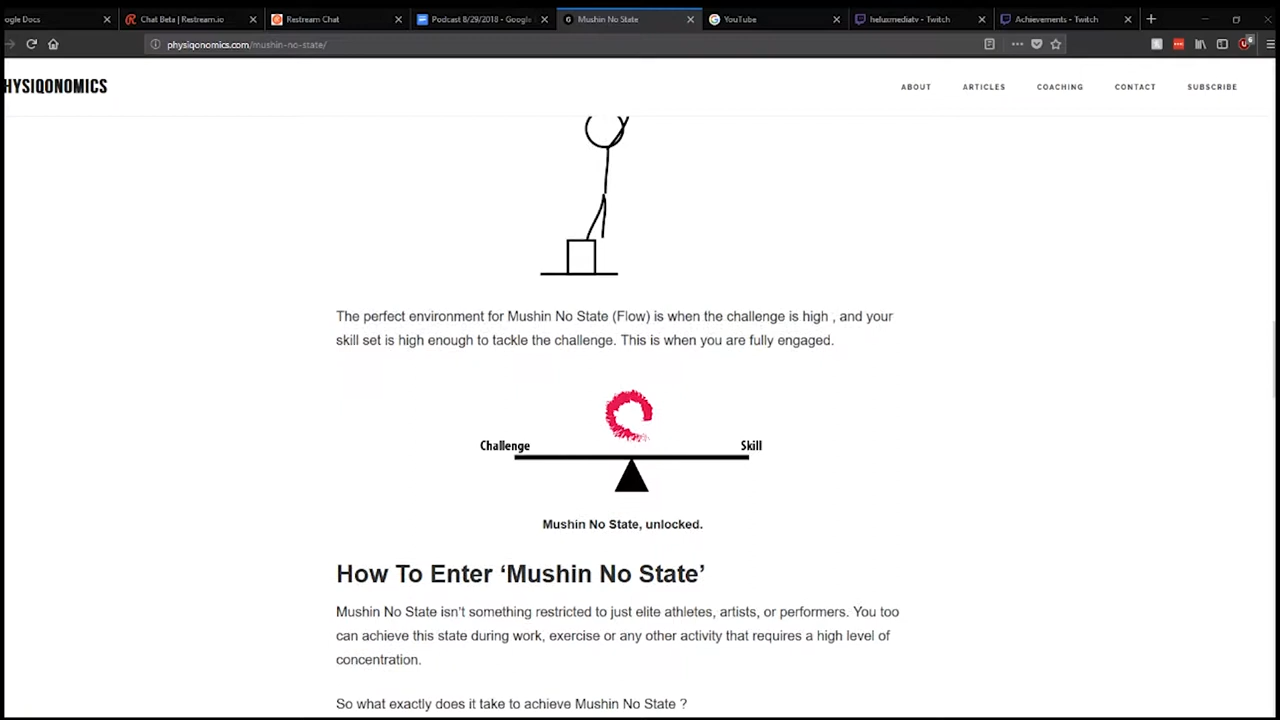 ogle Docs
Chat Beta | Restream.io
Restream Chat
Podcast 8/29/2018 - Google
Mushin No State
YouTube
heluxmediatv - Twitch
Achievements - Twitch
physiqonomics.com/mushin-no-state/
6
HYSIQONOMICS
ABOUT
ARTICLES
COACHING
CONTACT
SUBSCRIBE
The perfect environment for Mushin No State (Flow) is when the challenge is high , and your
skill set is high enough to tackle the challenge. This is when you are fully engaged.
Challenge
Skill
Mushin No State, unlocked.
How To Enter ‘Mushin No State’
Mushin No State isn’t something restricted to just elite athletes, artists, or performers. You too
can achieve this state during work, exercise or any other activity that requires a high level of
concentration.
So what exactly does it take to achieve Mushin No State ?